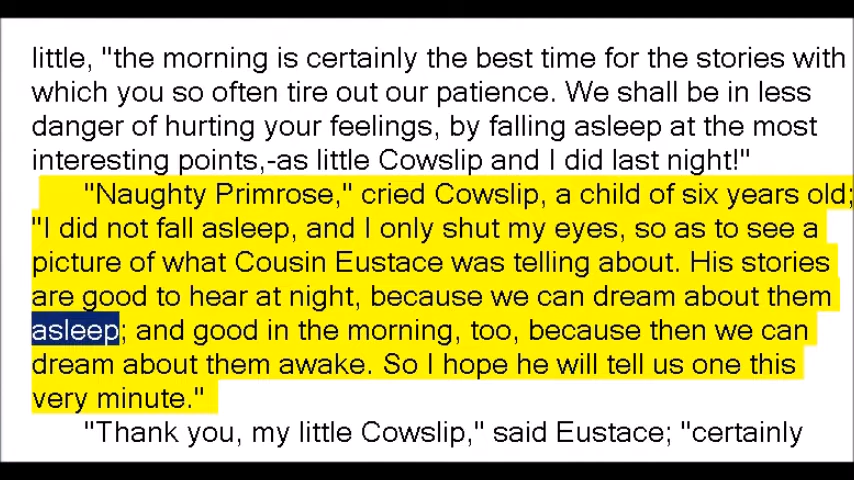 little, "the morning is certainly the best time for the stories with
which you so often tire out our patience. We shall be in less
danger of hurting your feelings, by falling asleep at the most
interesting points,-as little Cowslip and I did last night!"
"Naughty Primrose," cried Cowslip, a child of six years old;
"I did not fall asleep, and I only shut my eyes, so as to see a
picture of what Cousin Eustace was telling about. His stories
are good to hear at night, because we can dream about them
asleep; and good in the morning, too, because then we can
dream about them awake. So I hope he will tell us one this
very minute."
"Thank you, my little Cowslip," said Eustace; "certainly